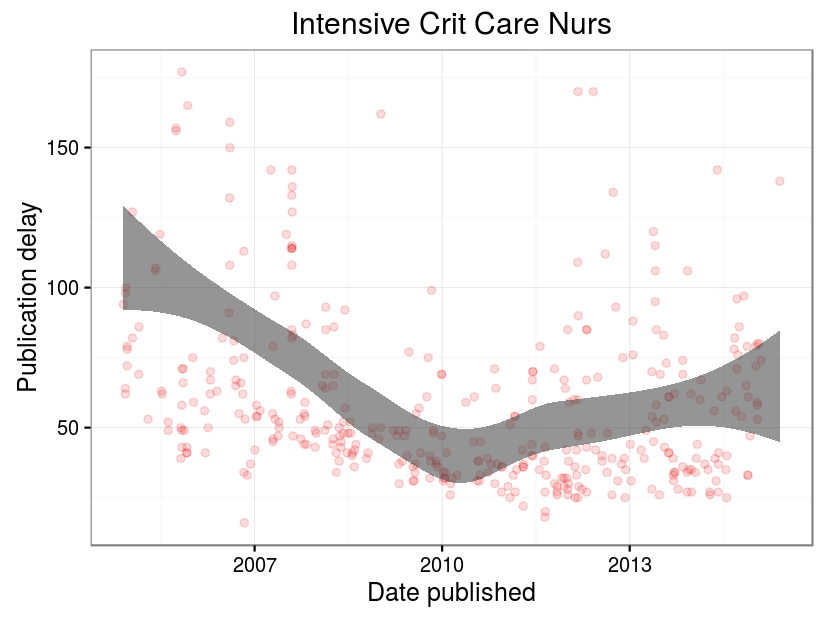 Intensive Crit Care Nurs
150
100
50
Publication delay
2007
2010
2013
Date published